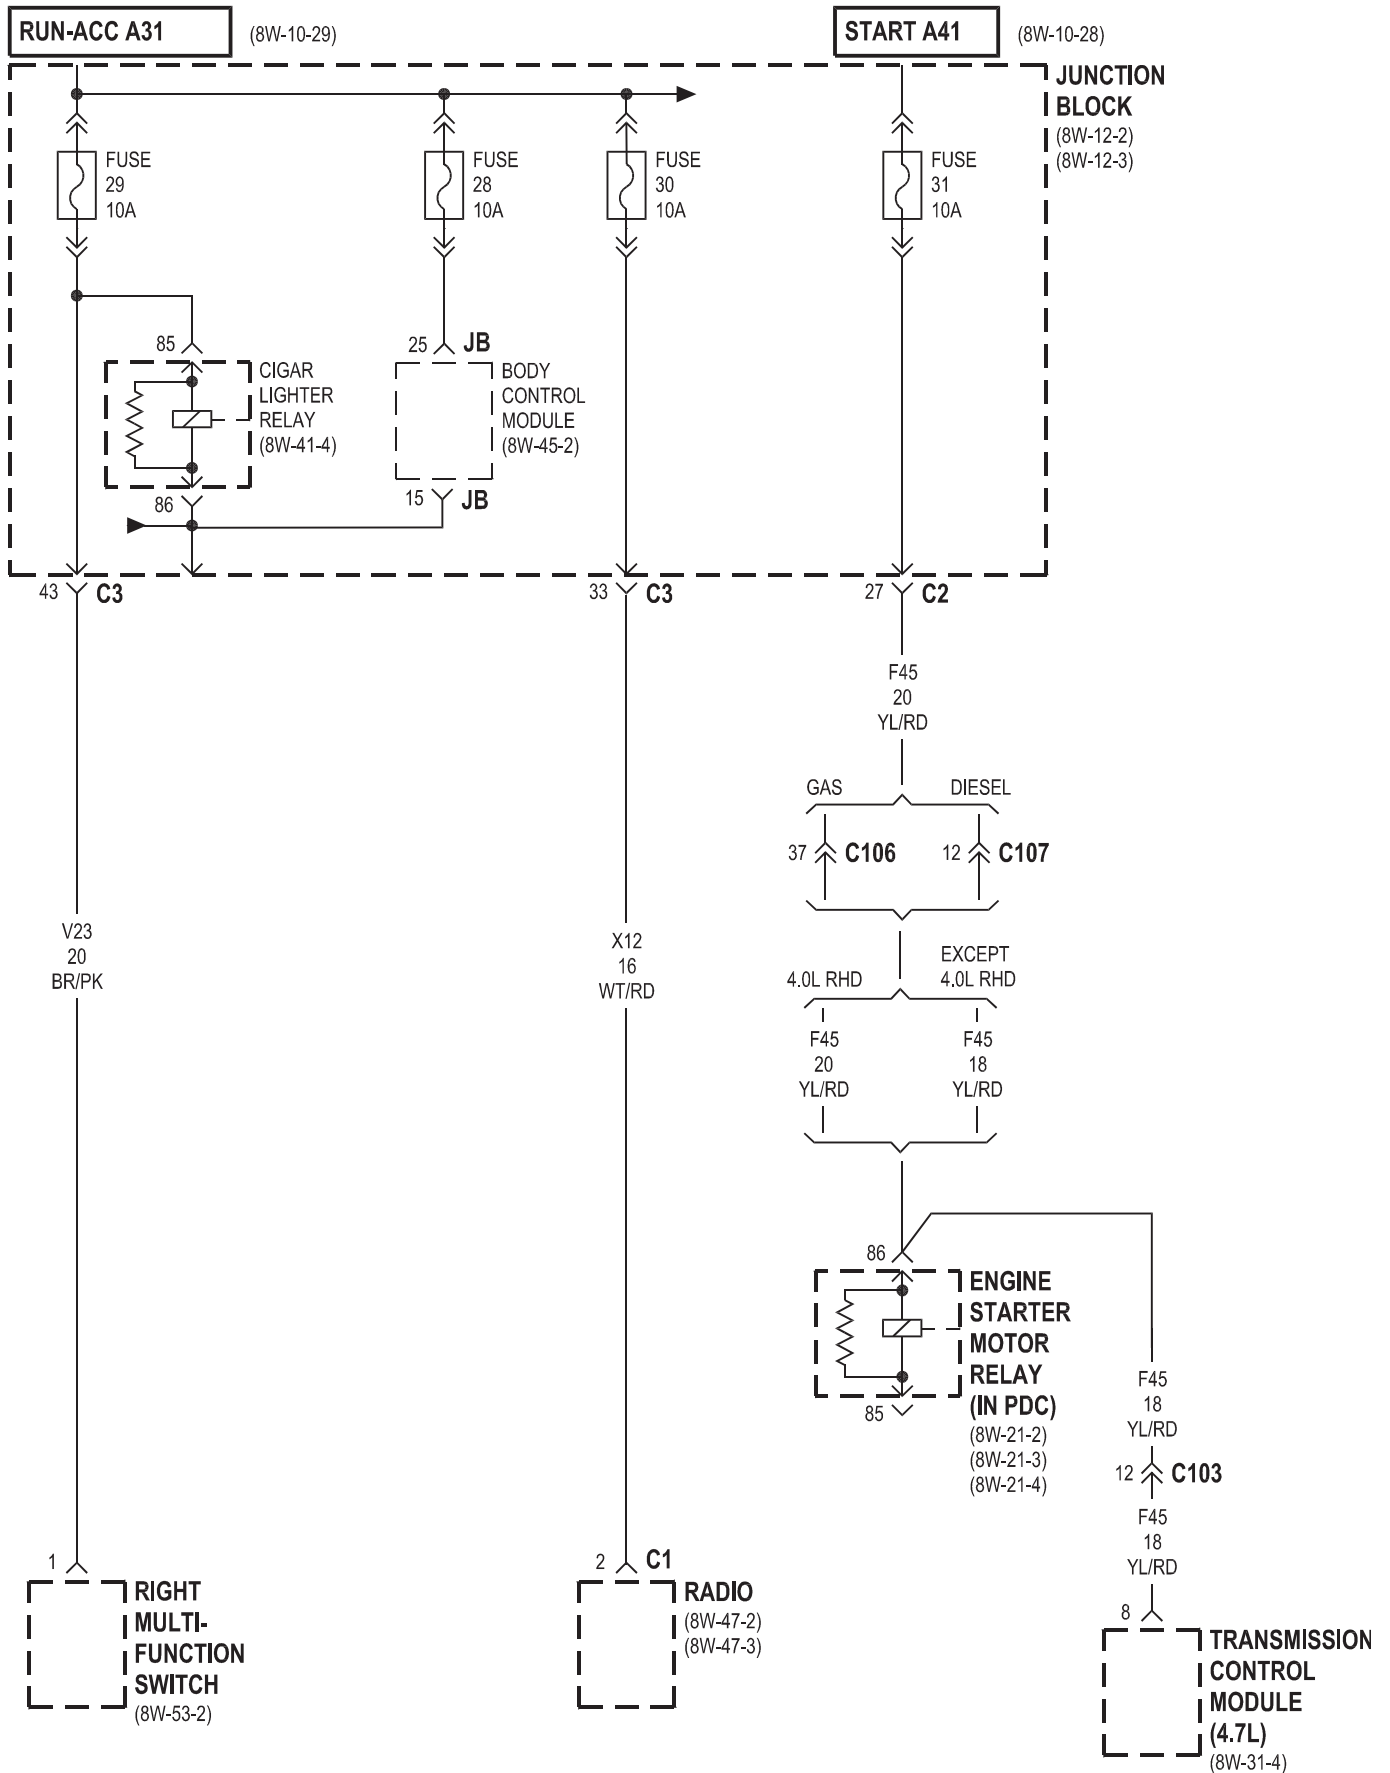 RUN-ACC A31
(8W-10-29)
START A41
(8W-10-28)
JUNCTION
BLOCK
(8W-12-2)
(8W-12-3)
FUSE
29
10A
FUSE
28
10A
FUSE
30
10A
FUSE
31
10A
85
CIGAR
LIGHTER
RELAY
(8W-41-4)
86
25
JB
BODY
CONTROL
MODULE
(8W-45-2)
15
JB
43
C3
33
C3
27
C2
F45
20
YL/RD
GAS
DIESEL
37
C106
12
C107
V23
20
BR/PK
X12
16
WT/RD
4.0L RHD
EXCEPT
4.0L RHD
F45
20
YL/RD
F45
18
YL/RD
86
ENGINE
STARTER
MOTOR
RELAY
(IN PDC)
(8W-21-2)
(8W-21-3)
(8W-21-4)
85
F45
18
YL/RD
12
C103
F45
18
YL/RD
1
RIGHT
MULTI-
FUNCTION
SWITCH
(8W-53-2)
2
C1
RADIO
(8W-47-2)
(8W-47-3)
8
TRANSMISSION
CONTROL
MODULE
(4.7L)
(8W-31-4)